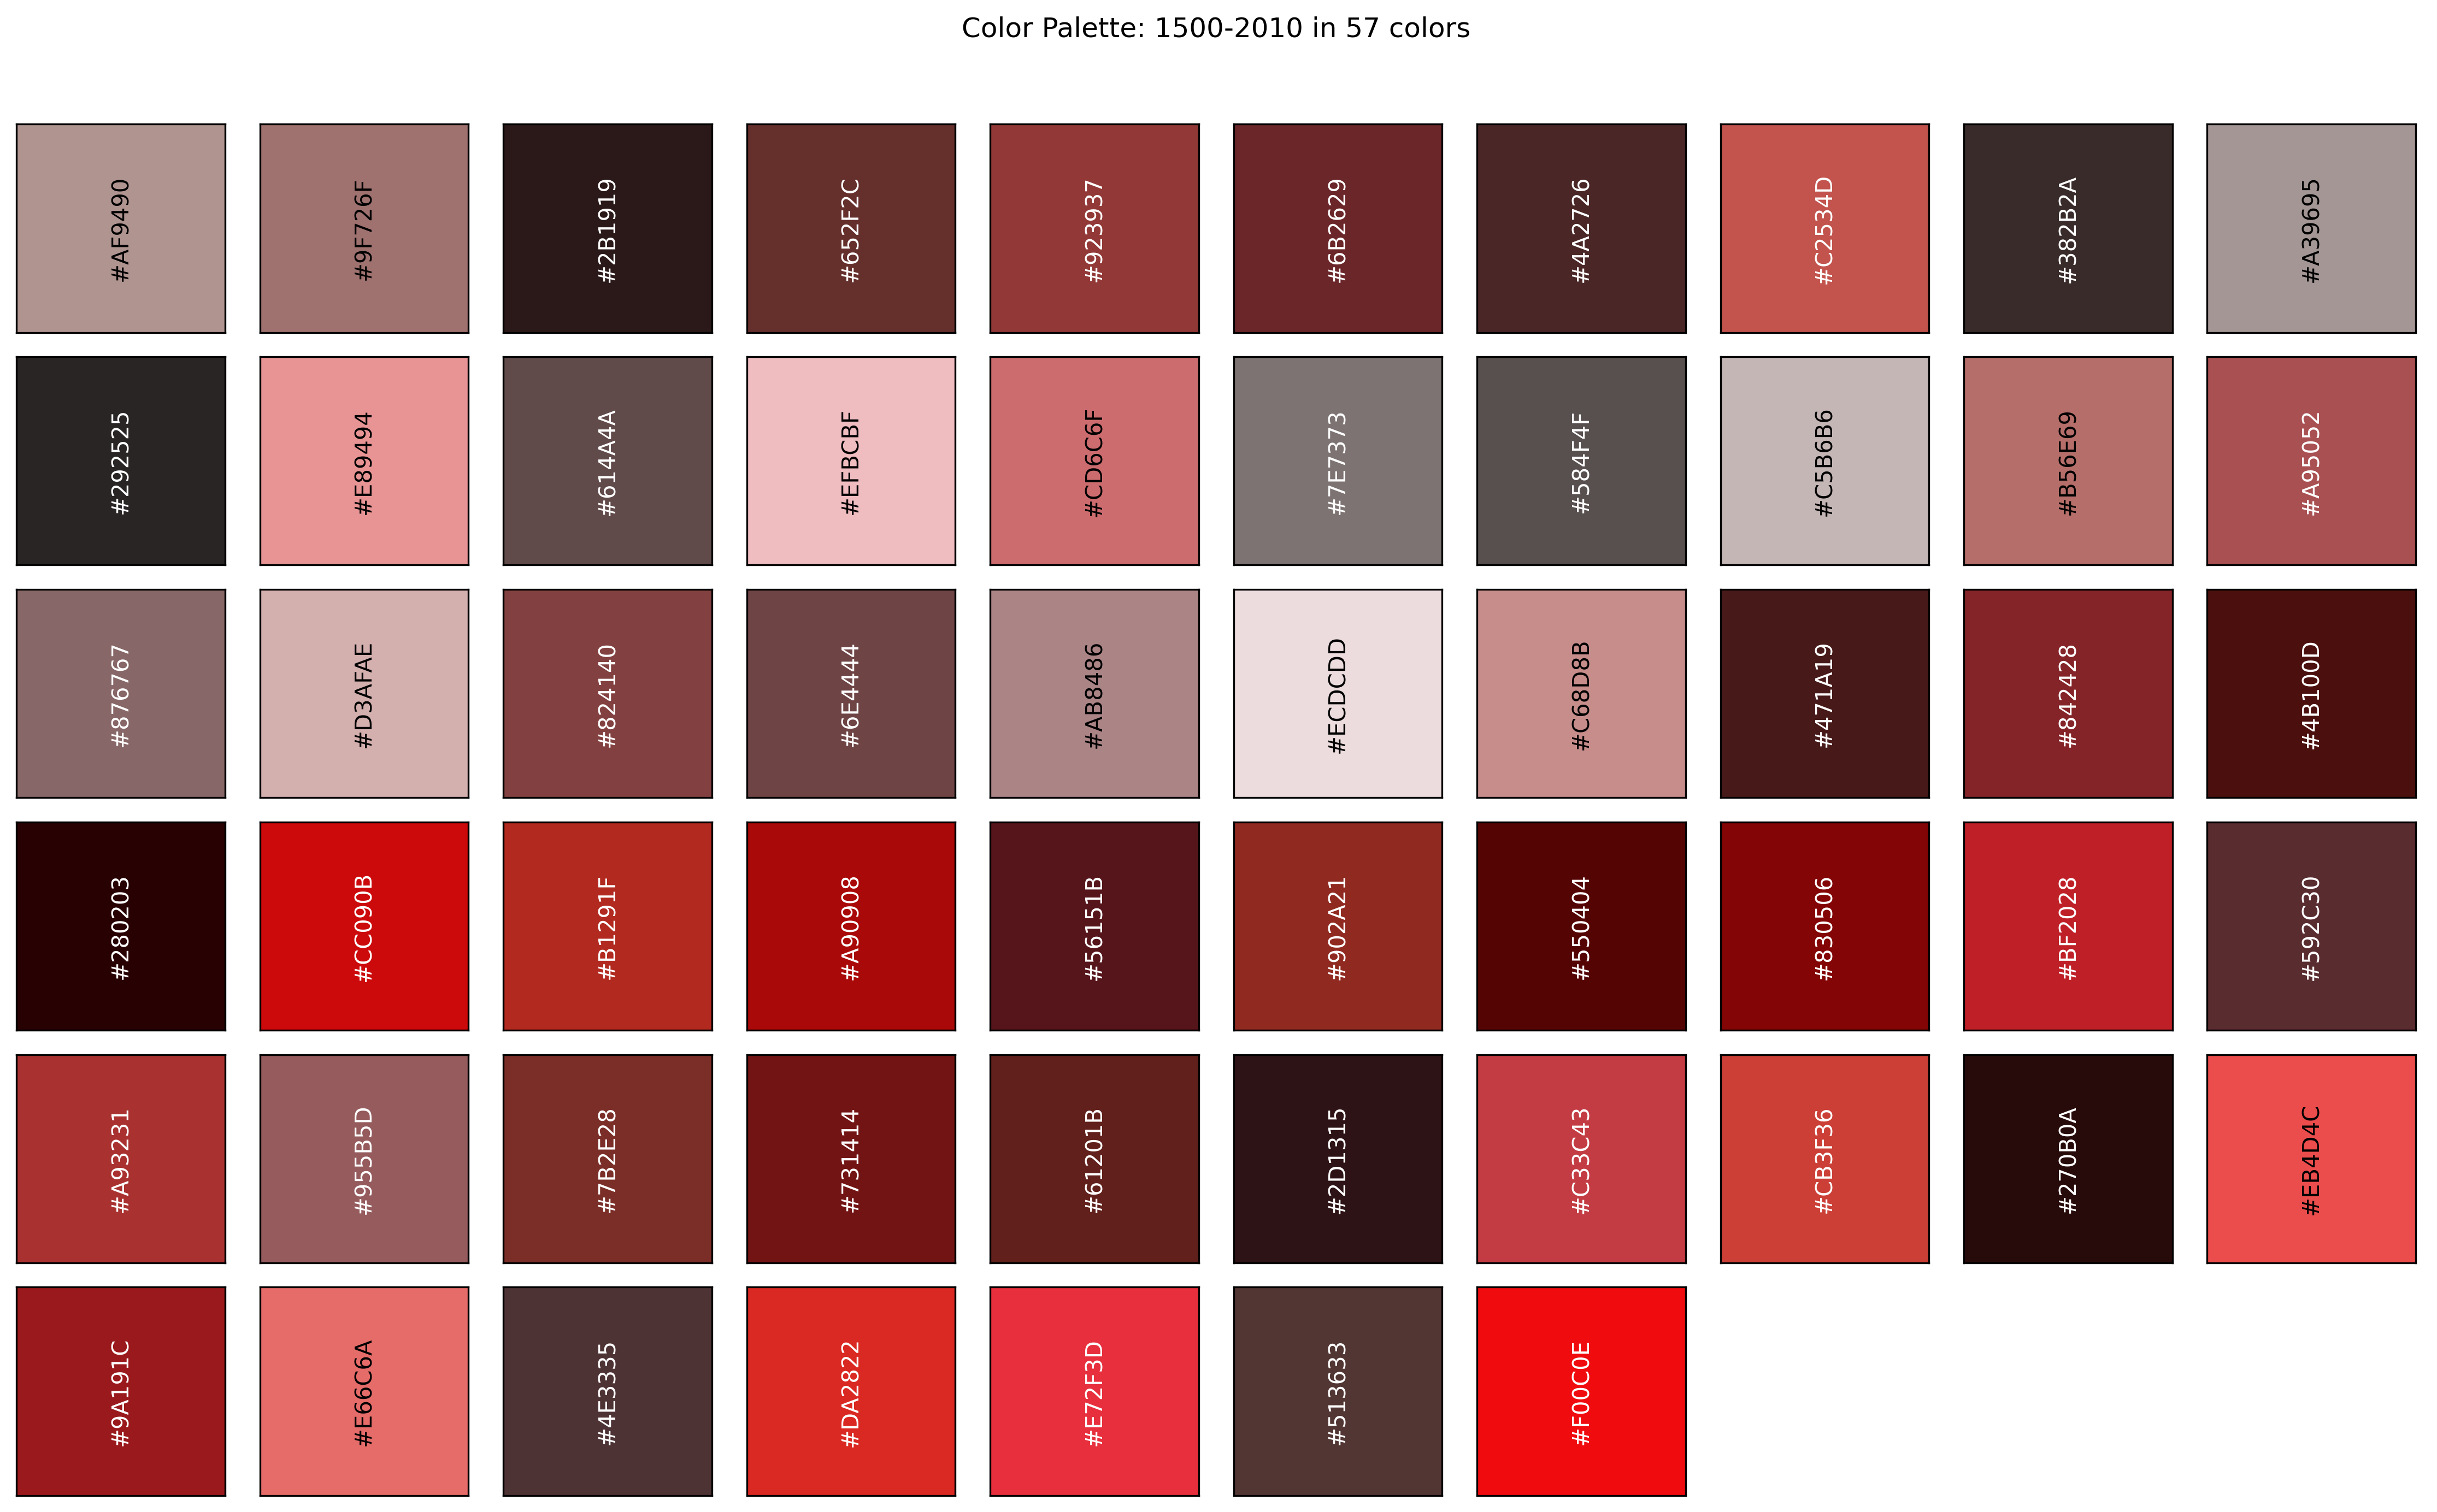 Color Palette: 1500-2010 in 57 colors
#AF9490
#9F726F
#2B1919
#652F2C
#923937
#6B2629
#4A2726
#C2534D
#382B2A
#A39695
#292525
#E89494
#614A4A
#EFBCBF
#CD6C6F
#7E7373
#584F4F
#C5B6B6
#B56E69
#A95052
#876767
#D3AFAE
#824140
#6E4444
#AB8486
#ECDCDD
#C68D8B
#471A19
#842428
#4B100D
#280203
#CC090B
#B1291F
#A90908
#56151B
#902A21
#550404
#830506
#BF2028
#592C30
#A93231
#955B5D
#7B2E28
#731414
#61201B
#2D1315
#C33C43
#CB3F36
#270B0A
#EB4D4C
#9A191C
#E66C6A
#4E3335
#DA2822
#E72F3D
#513633
#F00C0E